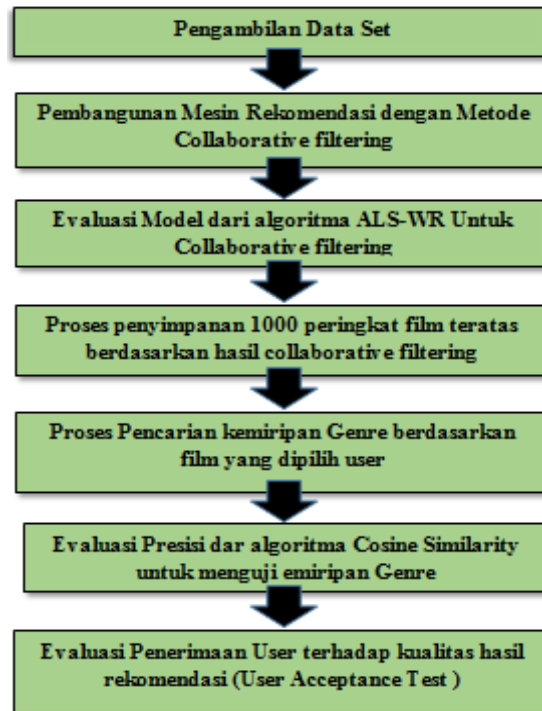 Pengambilan Data Set
Pembangunan Mesin Rekomendasi dengan Metode
Collaborative filtering
Evaluasi Model dari algoritma ALS-WR Untuk
Collaborative filtering
Proses penyimpanan 1000 peringkat film teratas
berdasarkan hasil collaborative filtering
Proses Pencarian kemiripan Genre berdasarkan
film yang dipilih user
Evaluasi Presisi dar algoritma Cosine Similarity
untuk menguji emiripan Genre
Evaluasi Penerimaan User terhadap kualitas hasil
rekomendasi (User Acceptance Test )